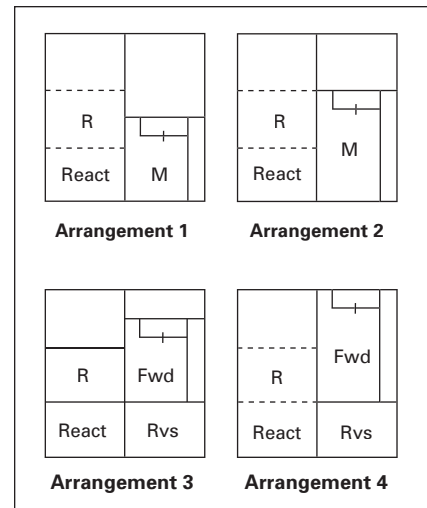 R
R
React
M
React
M
Arrangement 1
Arrangement 2
R
Fwd
R
Fwd
React
Rvs
React
Rvs
Arrangement 3
Arrangement 4